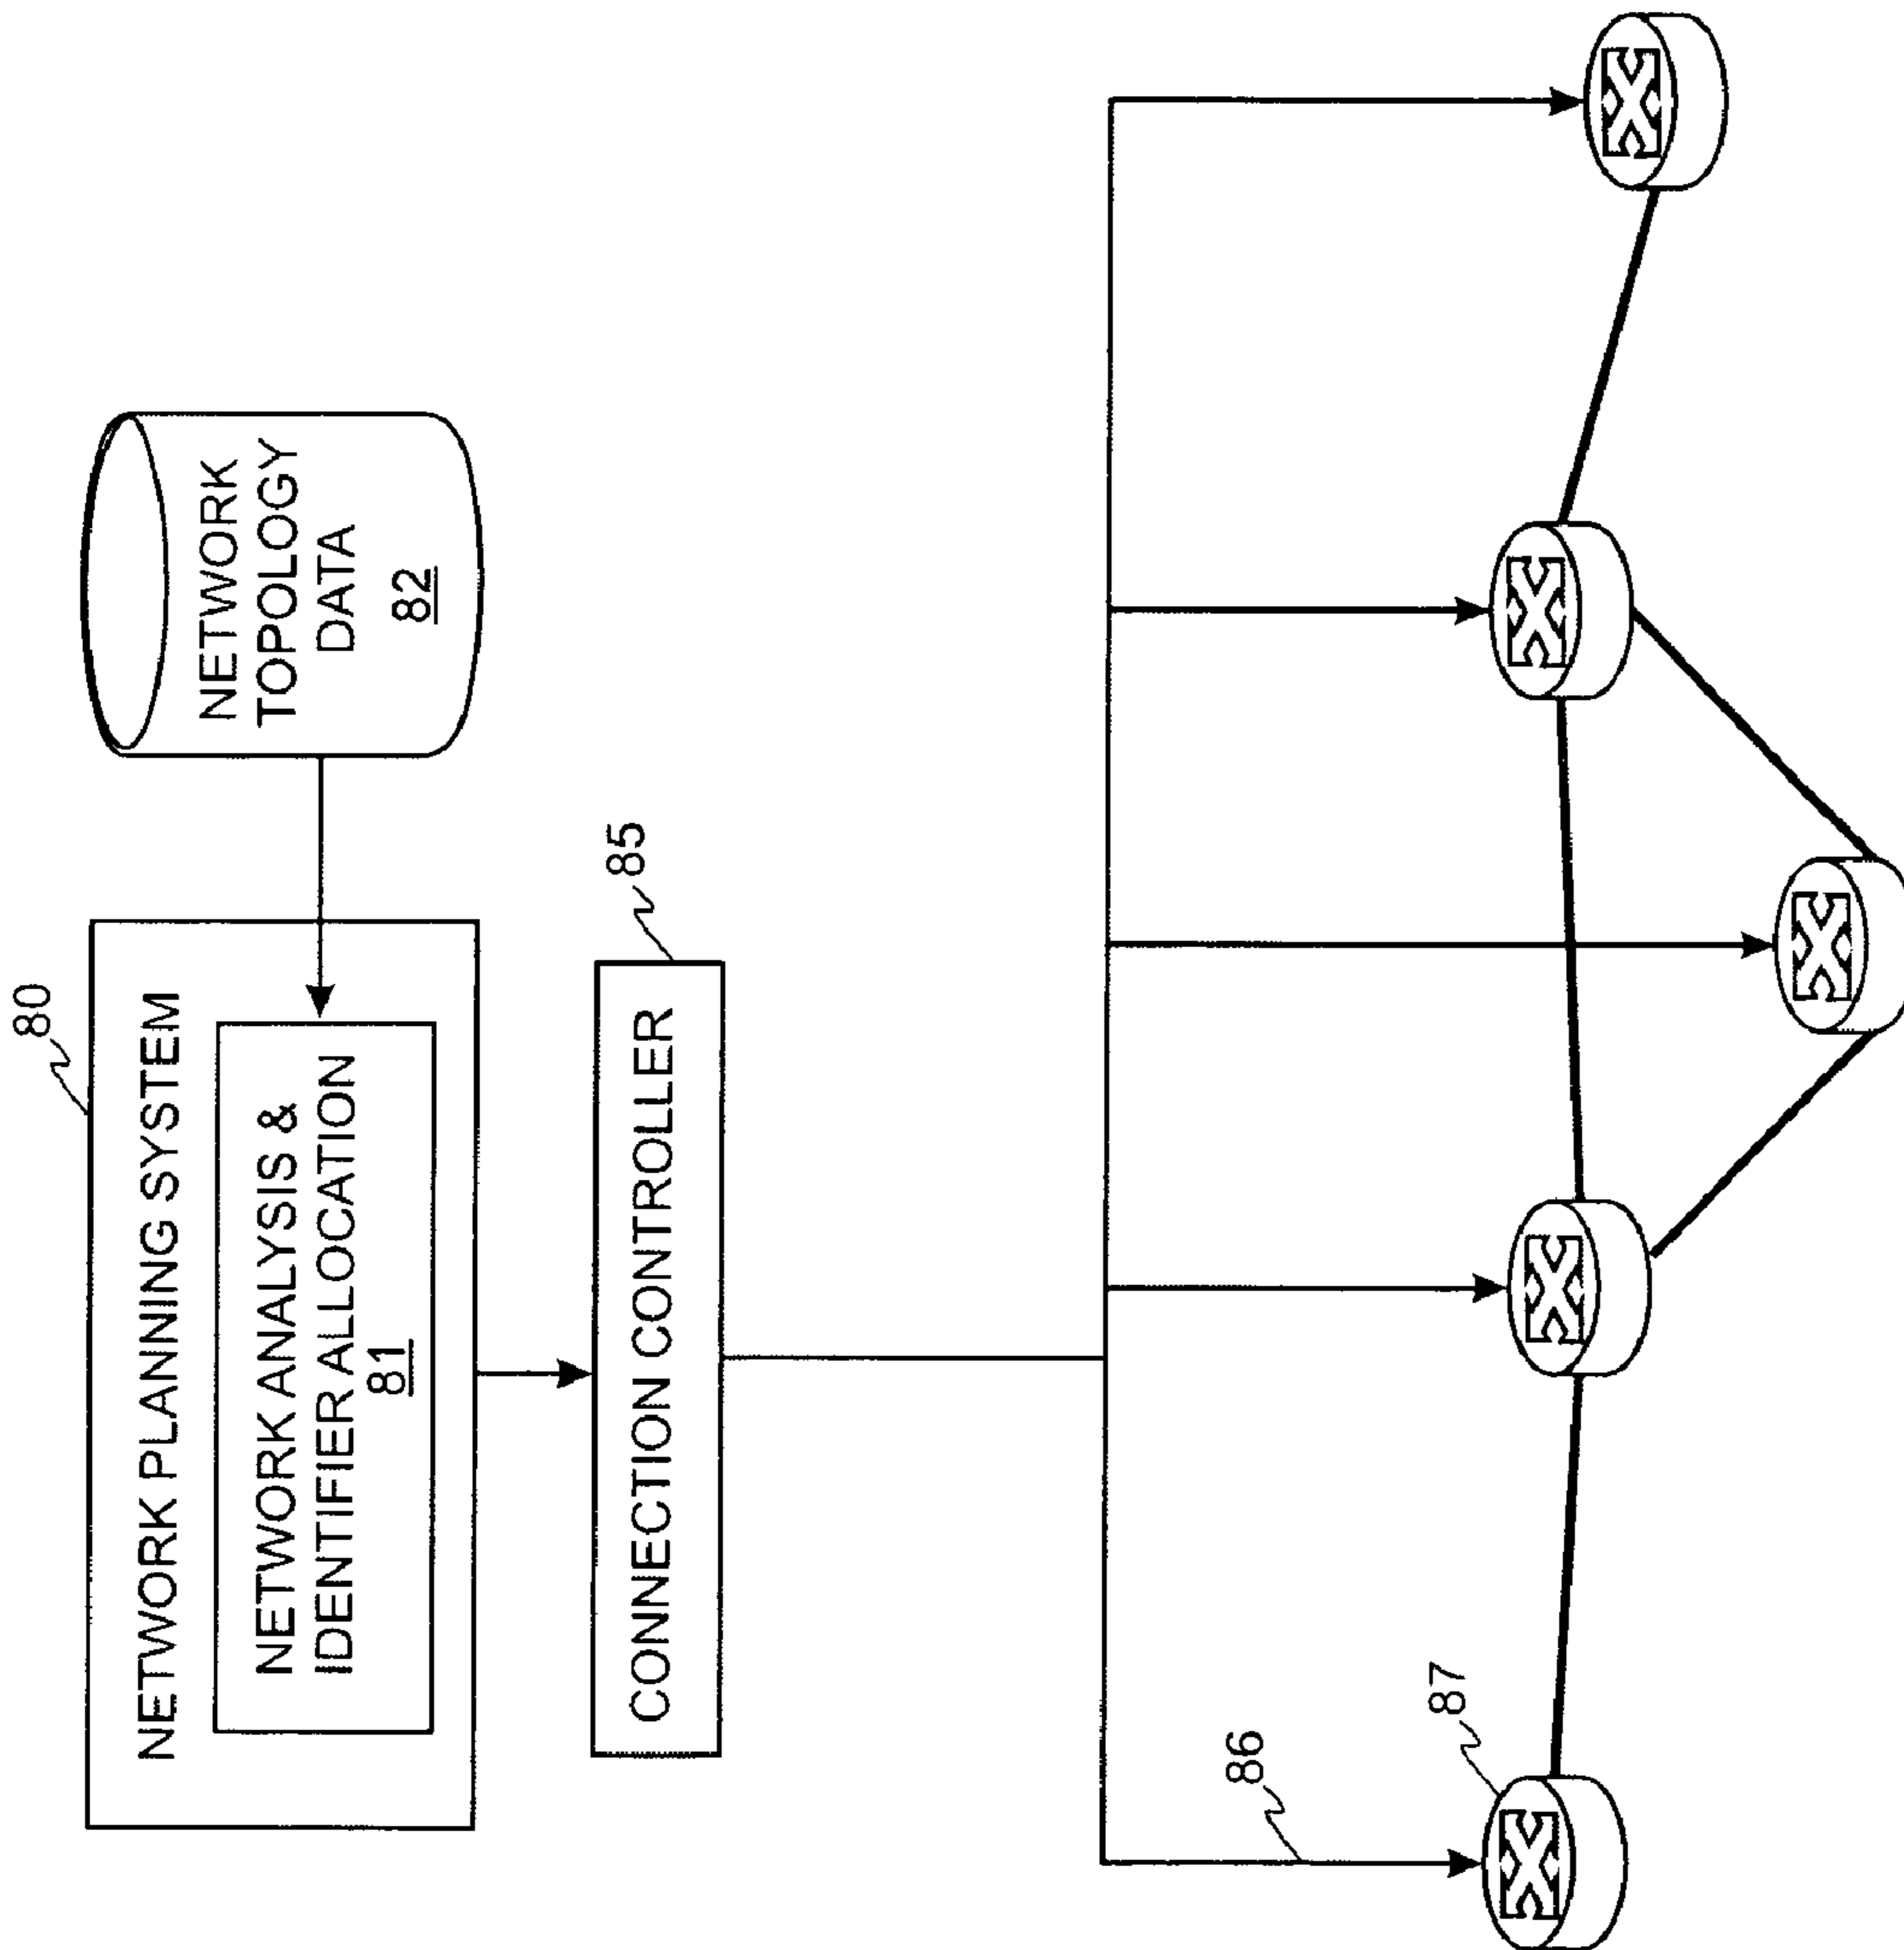 80
NETWORK PLANNING SYSTEM
NETWORK ANALYSIS &
IDENTIFIER ALLOCATION
81
NETWORK
TOPOLOGY
DATA
82
85
CONNECTION CONTROLLER
86
87